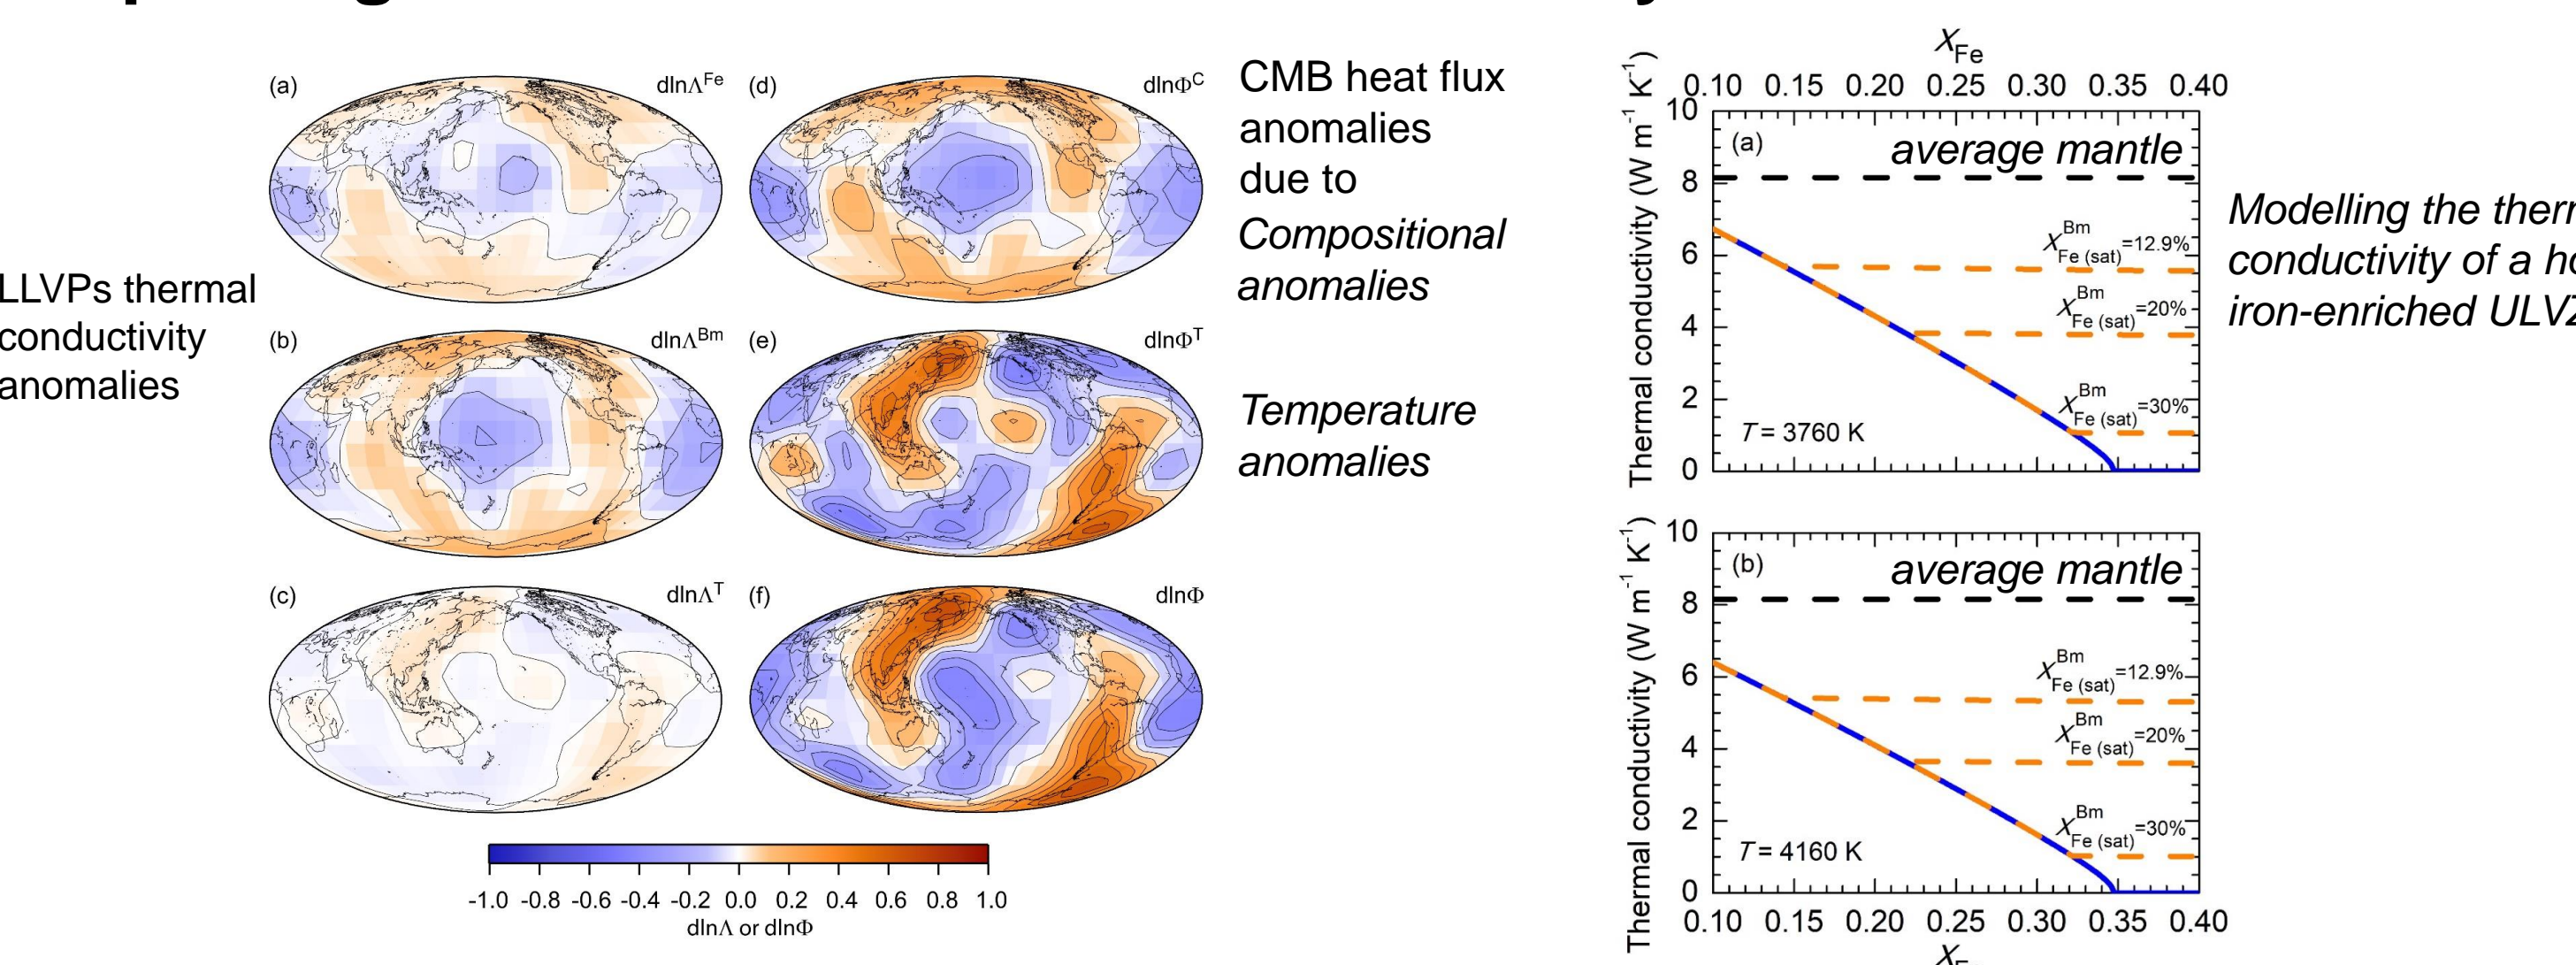 LLVPs thermal
conductivity
anomalies
(a)
dlnΛ^Fe
(b)
dlnΛ^Bm
(c)
dlnΛ^T
(d)
dlnΦ^C
(e)
dlnΦ^T
(f)
dlnΦ
-1.0 -0.8 -0.6 -0.4 -0.2 0.0 0.2 0.4 0.6 0.8 1.0
dlnΛ or dlnΦ
CMB heat flux
anomalies
due to
Compositional
anomalies
Temperature
anomalies
X_Fe
0.10 0.15 0.20 0.25 0.30 0.35 0.40
Thermal conductivity (W m^-1 K^-1)
10
8
6
4
2
0
(a)
average mantle
X^Bm_Fe (sat)=12.9%
X^Bm_Fe (sat)=20%
X^Bm_Fe (sat)=30%
T = 3760 K
Thermal conductivity (W m^-1 K^-1)
10
8
6
4
2
0
(b)
average mantle
X^Bm_Fe (sat)=12.9%
X^Bm_Fe (sat)=20%
X^Bm_Fe (sat)=30%
T = 4160 K
0.10 0.15 0.20 0.25 0.30 0.35 0.40
Modelling the
conductivity of a
iron-enriched